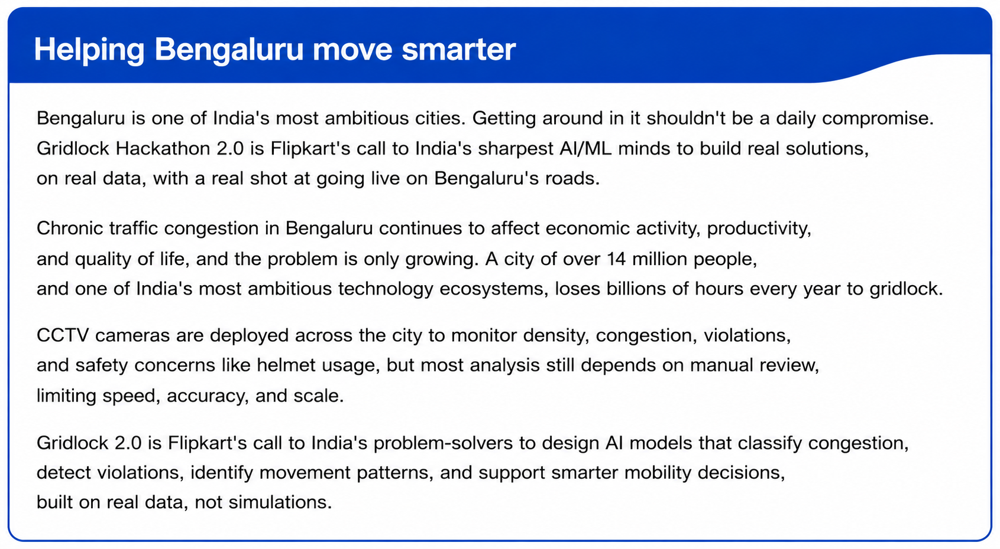 Helping Bengaluru move smarter
Bengaluru is one of India's most ambitious cities. Getting around in it shouldn't be a daily compromise.
Gridlock Hackathon 2.0 is Flipkart's call to India's sharpest AI/ML minds to build real solutions,
on real data, with a real shot at going live on Bengaluru's roads.
Chronic traffic congestion in Bengaluru continues to affect economic activity, productivity,
and quality of life, and the problem is only growing. A city of over 14 million people,
and one of India's most ambitious technology ecosystems, loses billions of hours every year to gridlock.
CCTV cameras are deployed across the city to monitor density, congestion, violations,
and safety concerns like helmet usage, but most analysis still depends on manual review,
limiting speed, accuracy, and scale.
Gridlock 2.0 is Flipkart's call to India's problem-solvers to design AI models that classify congestion,
detect violations, identify movement patterns, and support smarter mobility decisions,
built on real data, not simulations.